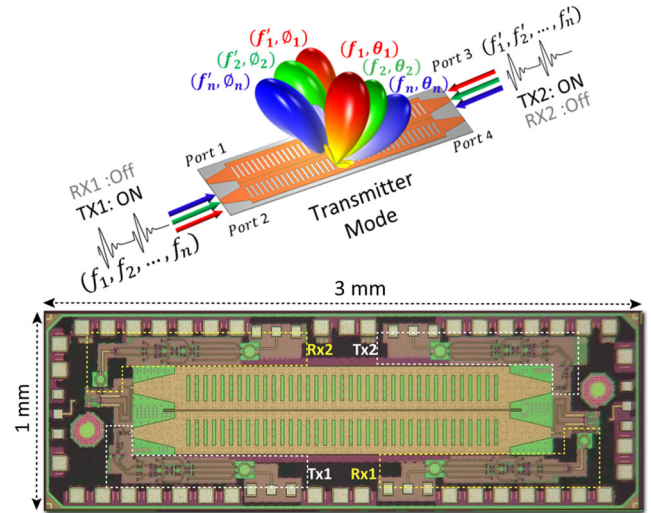 (f′₁, ∅₁)
(f′₂, ∅₂)
(f′ₙ, ∅ₙ)
(f₁, θ₁)
(f₂, θ₂)
(fₙ, θₙ)
Port 3
(f′₁, f′₂, ..., f′ₙ)
TX2: ON
RX2: Off
Port 4
Port 1
RX1 :Off
TX1: ON
Port 2
(f₁, f₂, ..., fₙ)
Transmitter
Mode
3 mm
1 mm
Rx2 Tx2
Tx1 Rx1